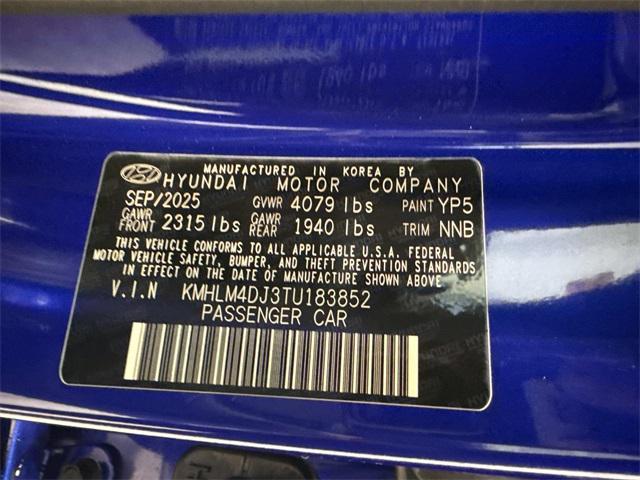 MANUFACTURED IN KOREA BY
HYUNDAI MOTOR COMPANY
SEP/2025 GVWR 4079 lbs PAINT YP5
GAWR FRONT 2315 lbs GAWR REAR 1940 lbs TRIM NNB
THIS VEHICLE CONFORMS TO ALL APPLICABLE U.S.A. FEDERAL
MOTOR VEHICLE SAFETY, BUMPER, AND THEFT PREVENTION STANDARDS
IN EFFECT ON THE DATE OF MANUFACTURE SHOWN ABOVE
V.I.N KMHLM4DJ3TU183852
PASSENGER CAR